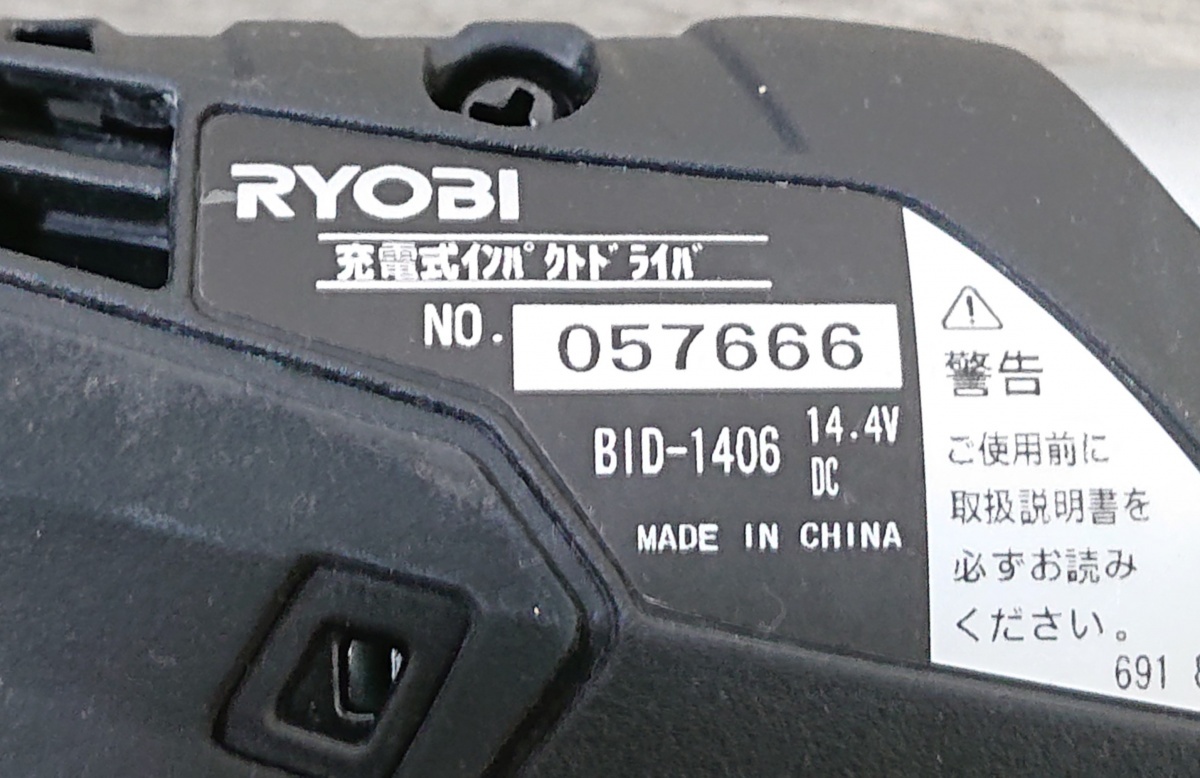 RYOBI
充電式ｲﾝﾊﾟｸﾄﾄﾞﾗｲﾊﾞ
NO. 057666
BID-1406 14.4V
DC
MADE IN CHINA
警告
ご使用前に
取扱説明書を
必ずお読み
ください。
691